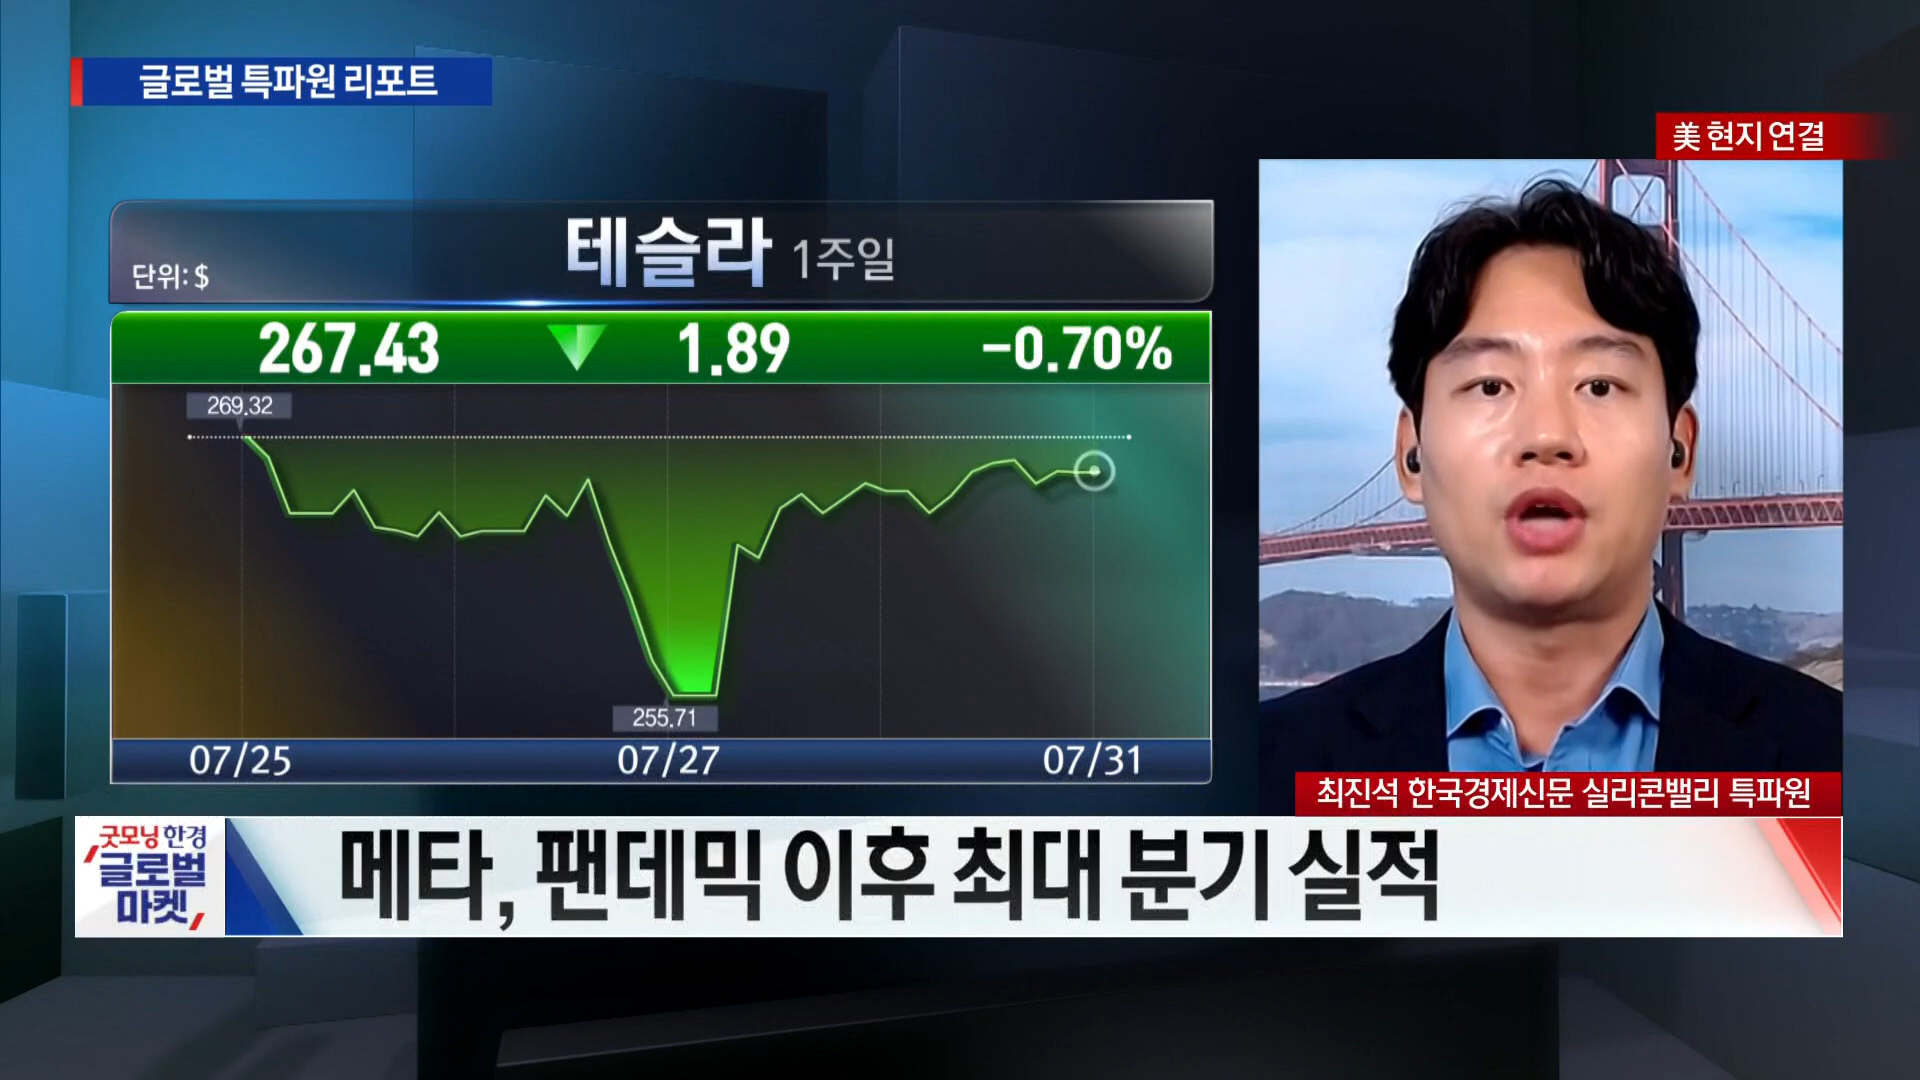 글로벌 특파원 리포트
美 현지 연결
테슬라 1주일
단위: $
267.43 ▼ 1.89 -0.70%
269.32
255.71
07/25 07/27 07/31
최진석 한국경제신문 실리콘밸리 특파원
굿모닝 한경
글로벌
마켓
메타, 팬데믹 이후 최대 분기 실적